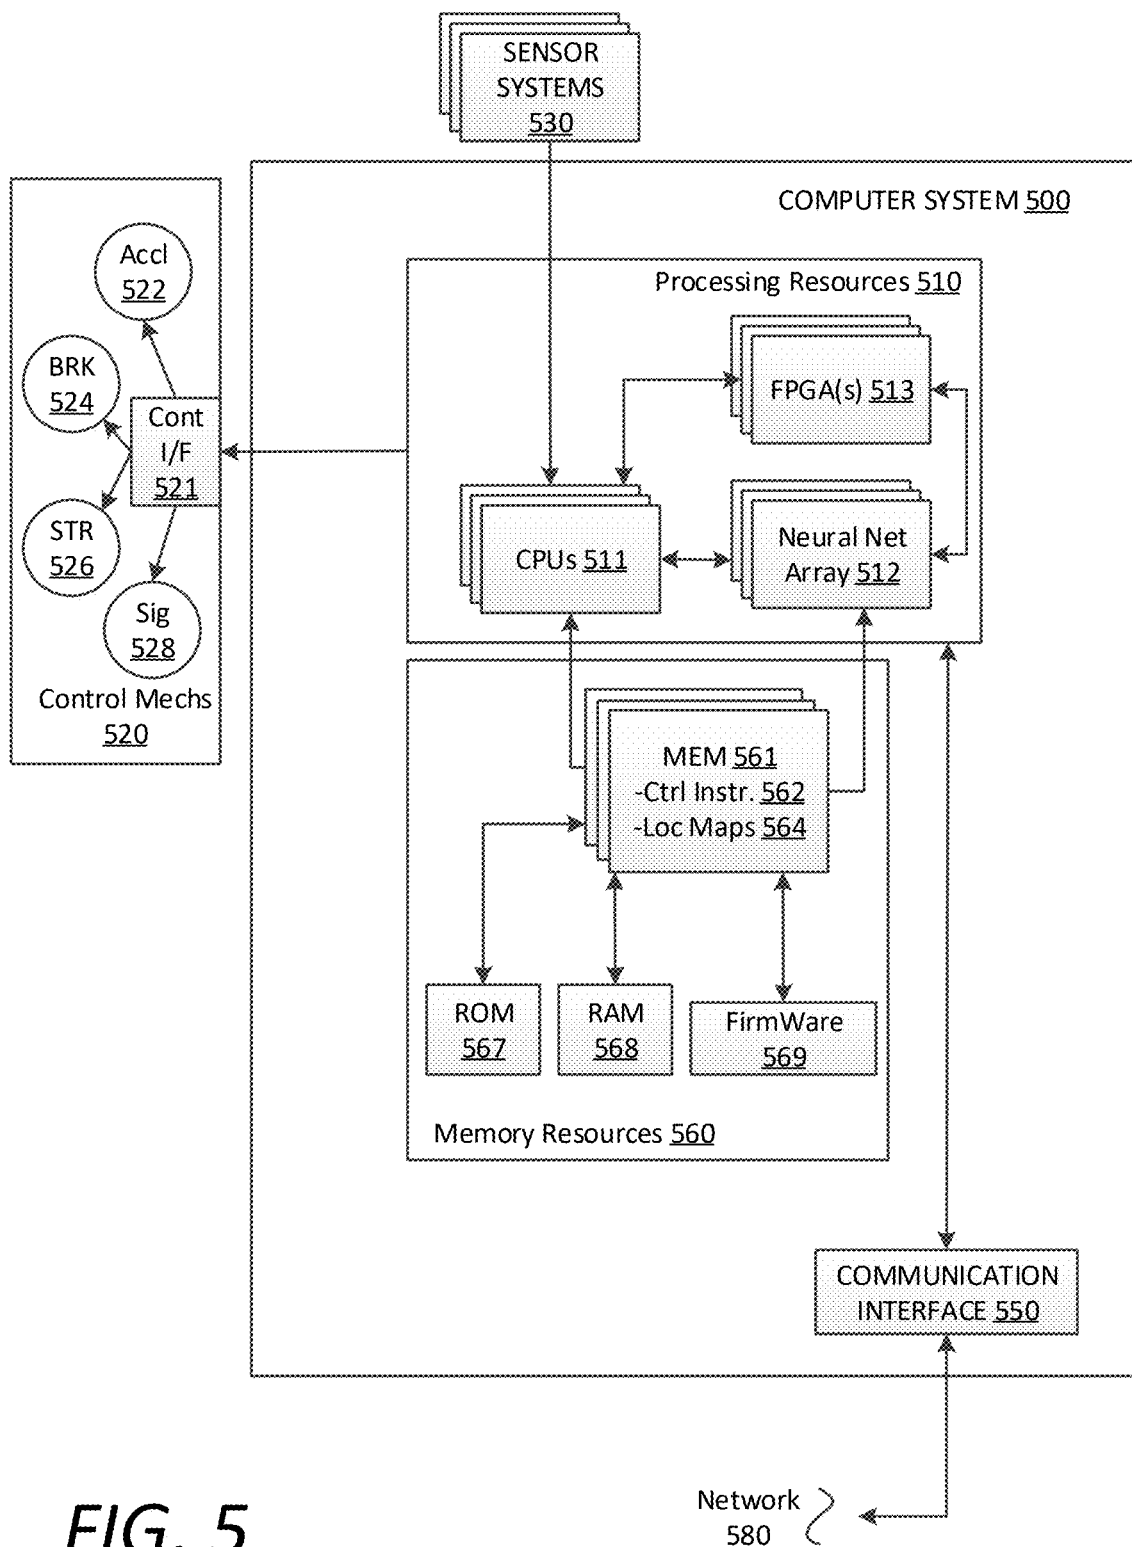 SENSOR
SYSTEMS
530
COMPUTER SYSTEM 500
Processing Resources 510
FPGA(s) 513
CPUs 511
Neural Net
Array 512
Accl
522
BRK
524
Cont
I/F
521
STR
526
Sig
528
Control Mechs
520
MEM 561
-Ctrl Instr. 562
-Loc Maps 564
ROM
567
RAM
568
FirmWare
569
Memory Resources 560
COMMUNICATION
INTERFACE 550
Network
580
FIG. 5